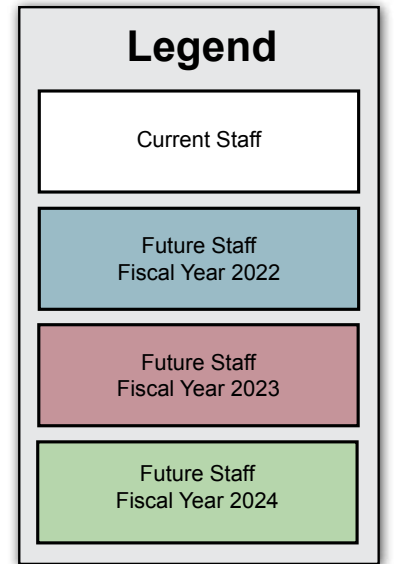 Legend
Current Staff
Future Staff
Fiscal Year 2022
Future Staff
Fiscal Year 2023
Future Staff
Fiscal Year 2024